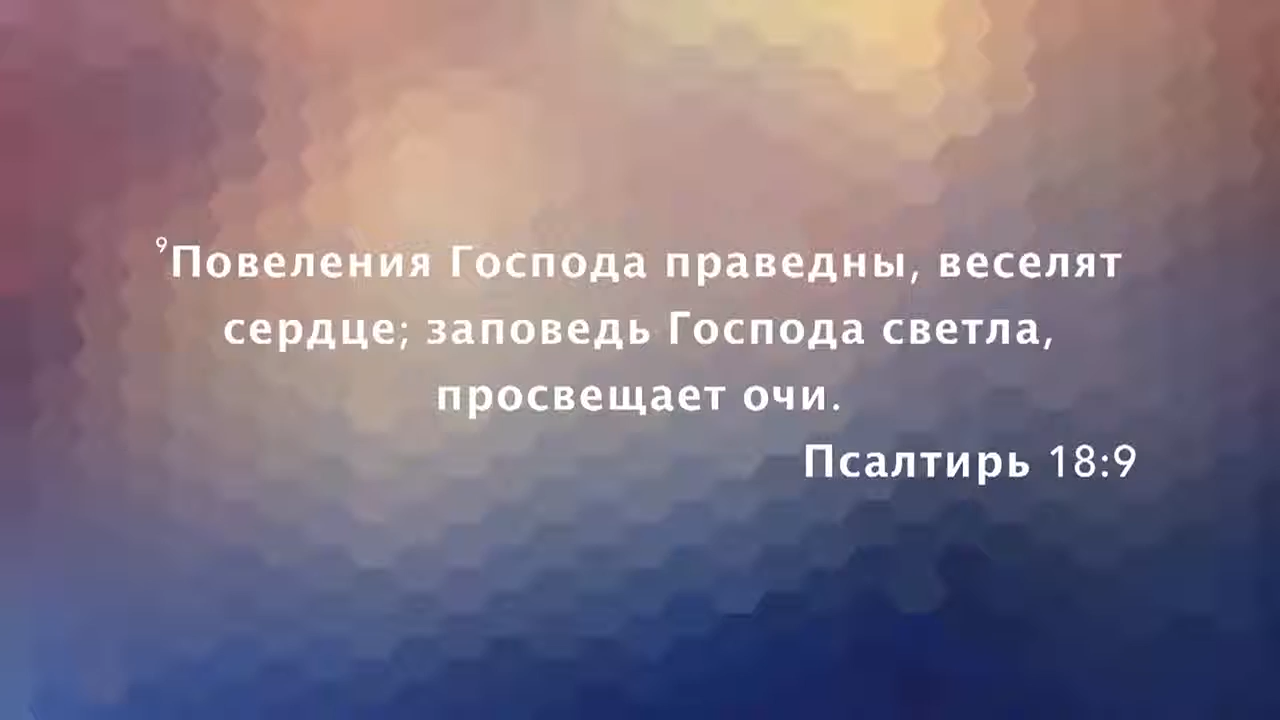 ⁹Повеления Господа праведны, веселят
сердце; заповедь Господа светла,
просвещает очи.
Псалтирь 18:9